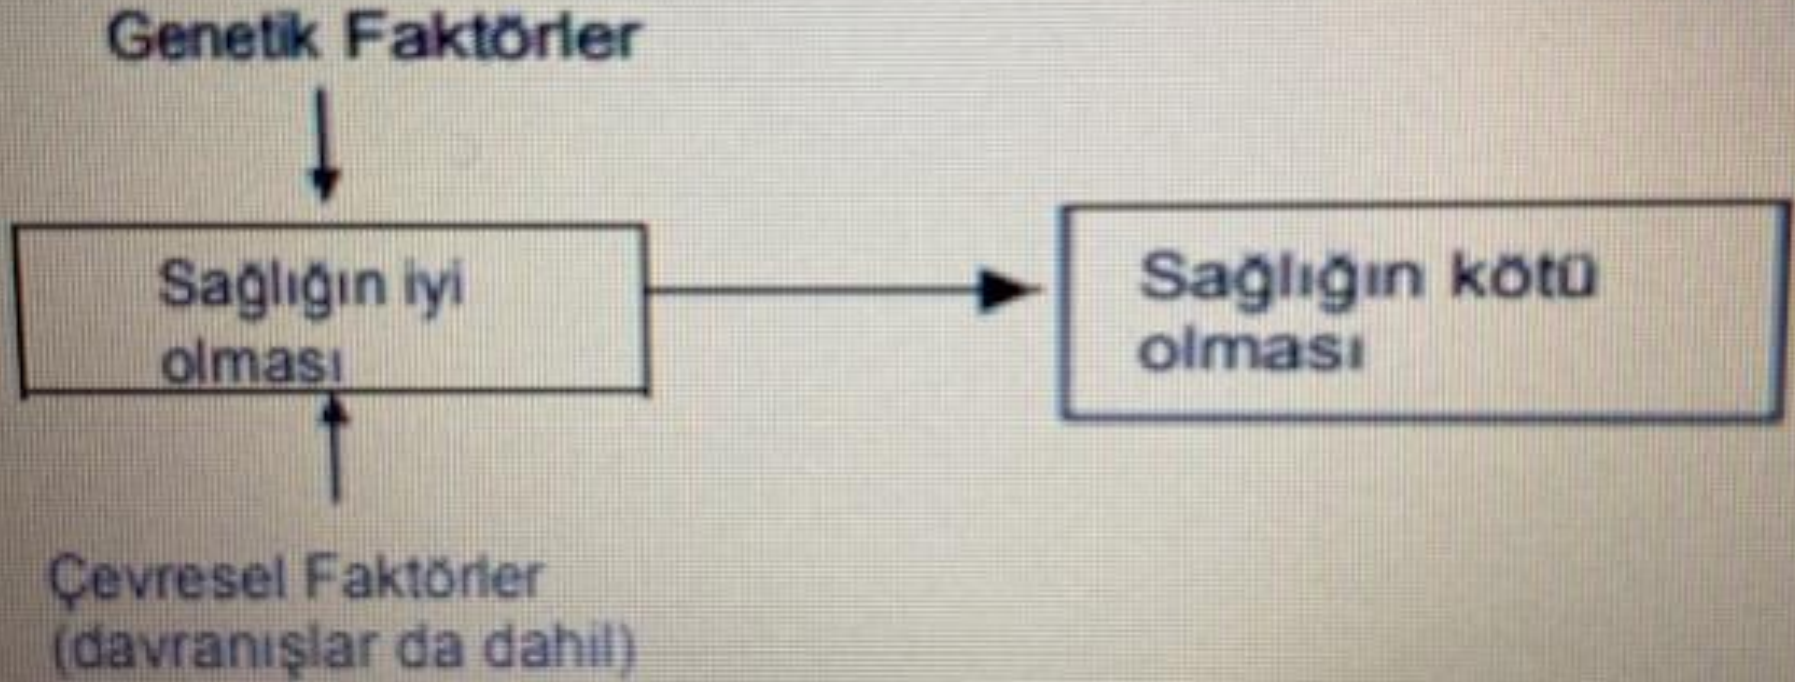 Genetik Faktörler
Sağlığın iyi
olması
Sağlığın kötü
olması
Çevresel Faktörler
(davranışlar da dahil)